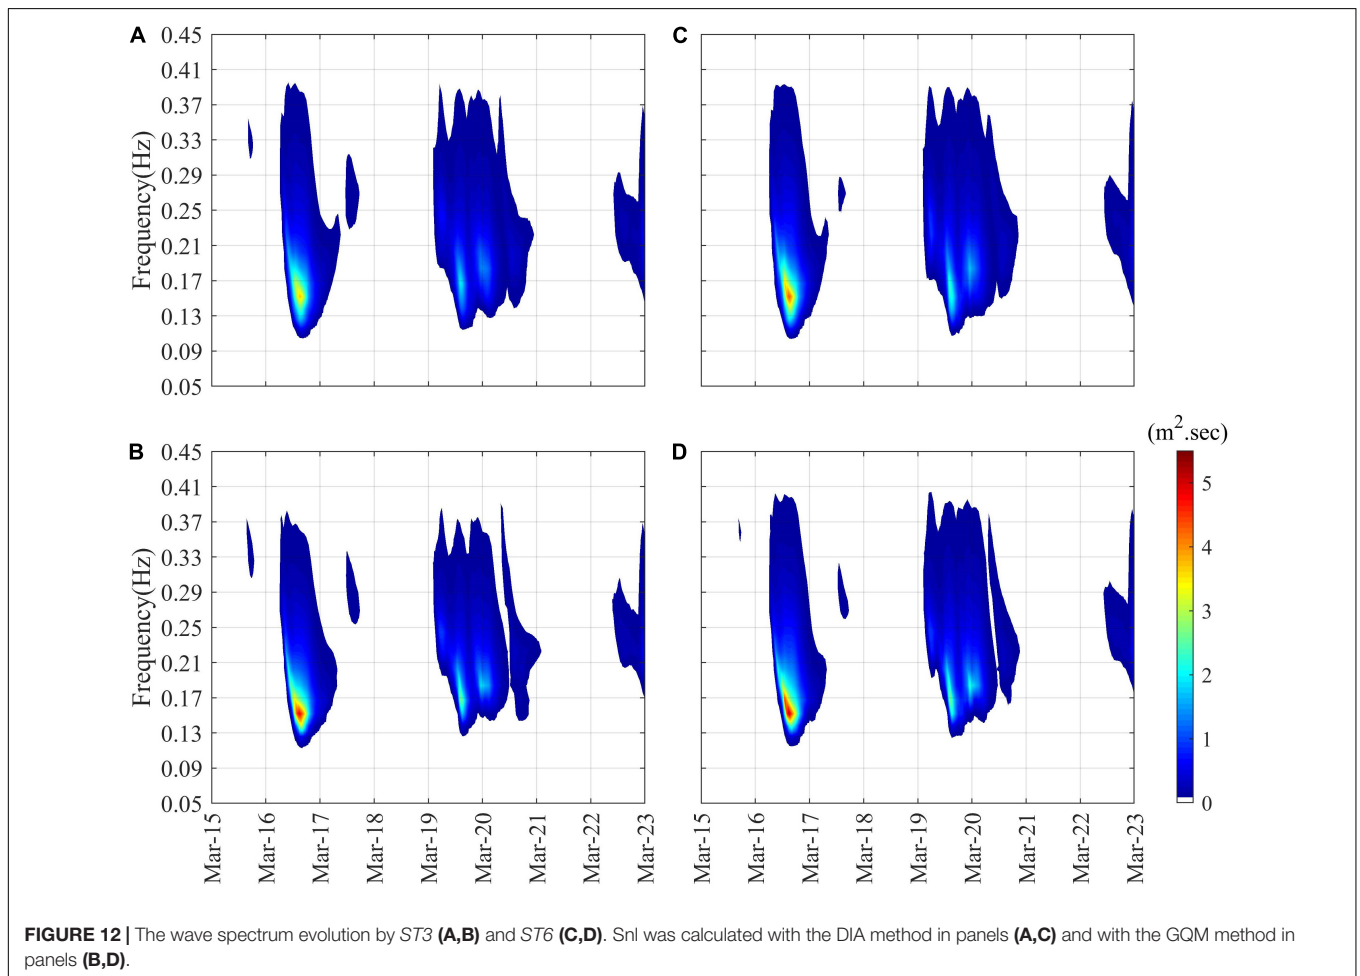 A
C
0.45
0.41
0.37
0.33
0.29
0.25
0.21
0.17
0.13
0.09
0.05
Frequency(Hz)
B
D
0.45
0.41
0.37
0.33
0.29
0.25
0.21
0.17
0.13
0.09
0.05
Frequency(Hz)
Mar-15
Mar-16
Mar-17
Mar-18
Mar-19
Mar-20
Mar-21
Mar-22
Mar-23
Mar-15
Mar-16
Mar-17
Mar-18
Mar-19
Mar-20
Mar-21
Mar-22
Mar-23
(m².sec)
5
4
3
2
1
0
FIGURE 12 | The wave spectrum evolution by ST3 (A,B) and ST6 (C,D). Snl was calculated with the DIA method in panels (A,C) and with the GQM method in
panels (B,D).